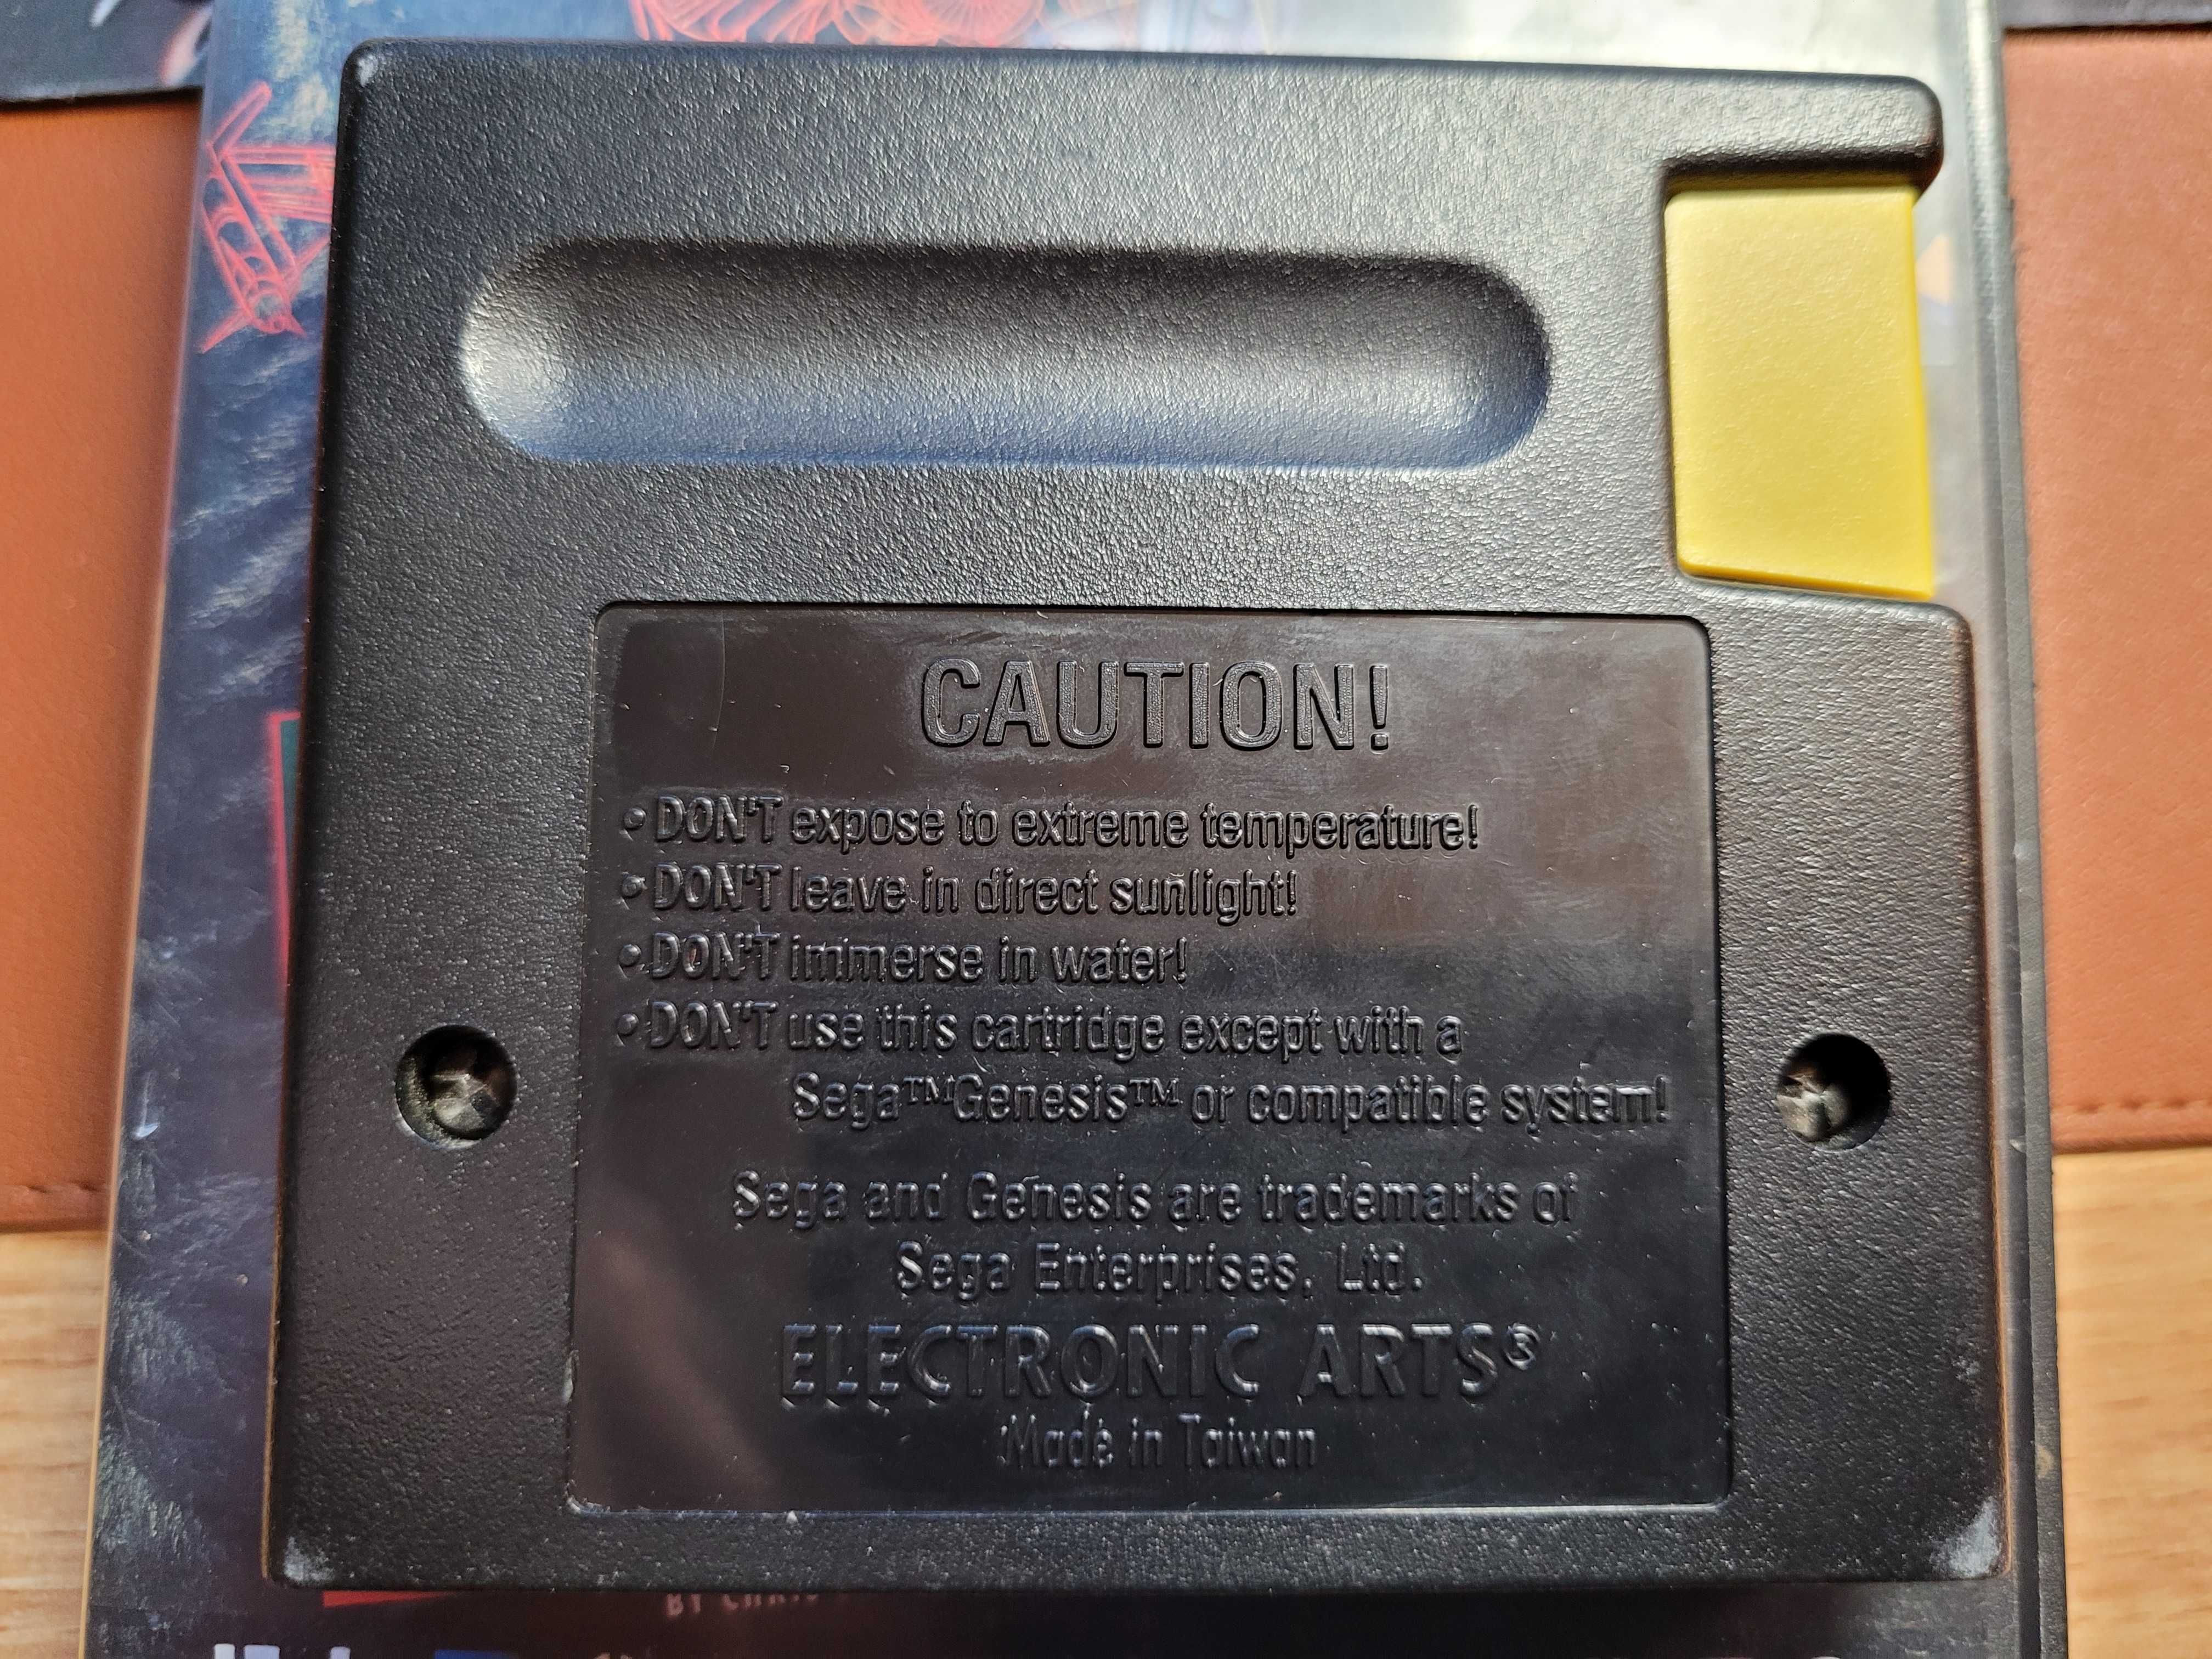 CAUTION!
• DON'T expose to extreme temperature!
• DON'T leave in direct sunlight!
• DON'T immerse in water!
• DON'T use this cartridge except with a
Sega™Genesis™ or compatible system!
Sega and Genesis are trademarks of
Sega Enterprises, Ltd.
ELECTRONIC ARTS®
Made in Taiwan
BY